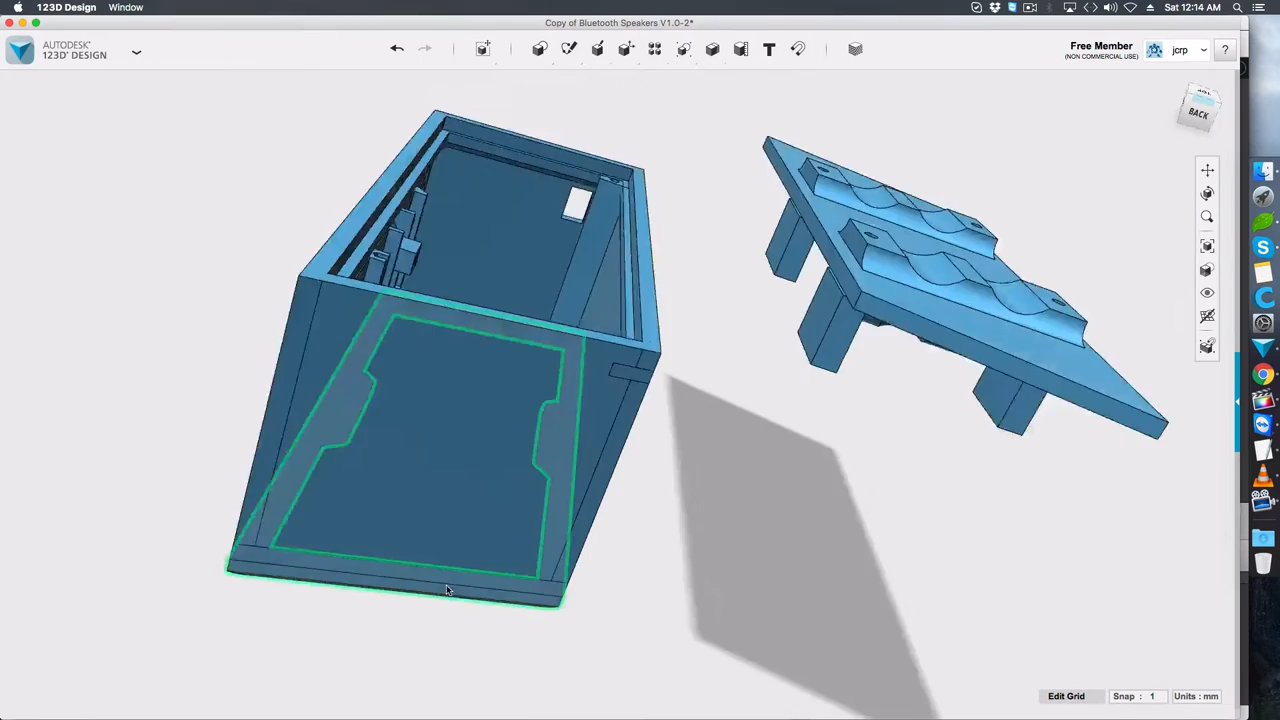 123D Design Window
Sat 12:14 AM
Copy of Bluetooth Speakers V1.0-2*
AUTODESK®
123D DESIGN
T
Free Member
(NON COMMERCIAL USE)
jcrp
?
BACK
Edit Grid
Snap : 1
Units : mm